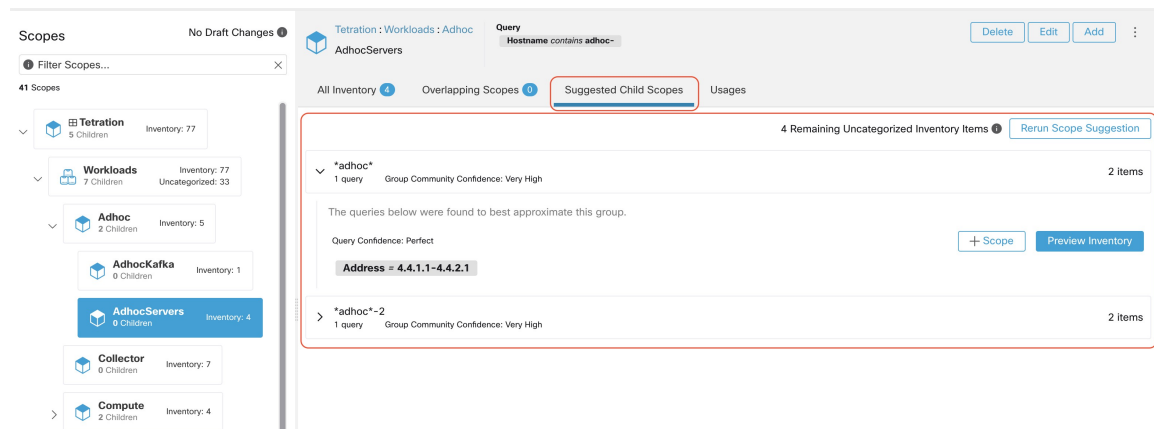 Scopes
No Draft Changes
Filter Scopes...
41 Scopes
Tetration
5 Children
Inventory: 77
Workloads
7 Children
Inventory: 77
Uncategorized: 33
Adhoc
2 Children
Inventory: 5
AdhocKafka
0 Children
Inventory: 1
AdhocServers
0 Children
Inventory: 4
Collector
0 Children
Inventory: 7
Compute
2 Children
Inventory: 4
Tetration : Workloads : Adhoc
AdhocServers
Query
Hostname contains adhoc-
Delete
Edit
Add
All Inventory 4
Overlapping Scopes 0
Suggested Child Scopes
Usages
4 Remaining Uncategorized Inventory Items
Rerun Scope Suggestion
*adhoc*
1 query Group Community Confidence: Very High
2 items
The queries below were found to best approximate this group.
Query Confidence: Perfect
+ Scope
Preview Inventory
Address = 4.4.1.1-4.4.2.1
*adhoc*-2
1 query Group Community Confidence: Very High
2 items